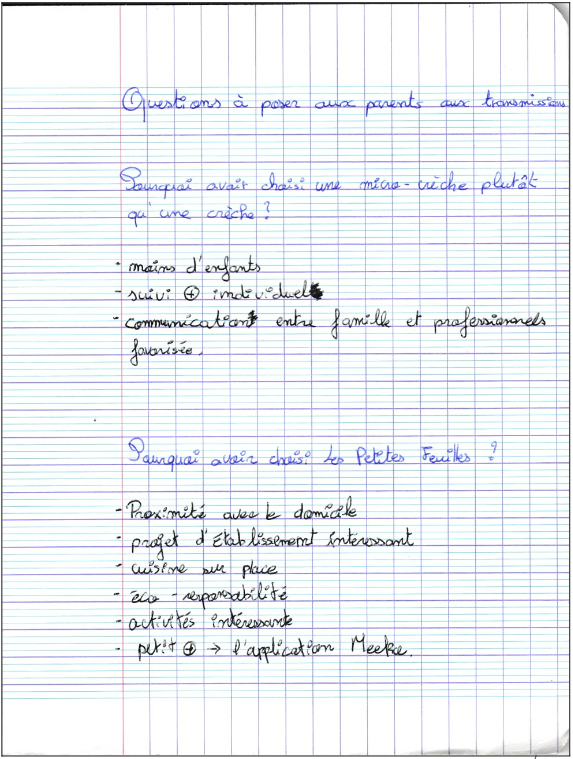 Questions à poser aux parents aux transmissions
Pourquoi avoir choisi une micro-crèche plutôt
qu'une crèche ?
- moins d'enfants
- suivi ⊕ individuel
- communication entre famille et professionnels
favorisée.
Pourquoi avoir choisi Les Petites Feuilles ?
- Proximité avec le domicile
- projet d'établissement intéressant
- cuisine sur place
- éco-responsabilité
- activités intéressante
- petit ⊕ → l'application Meeko.